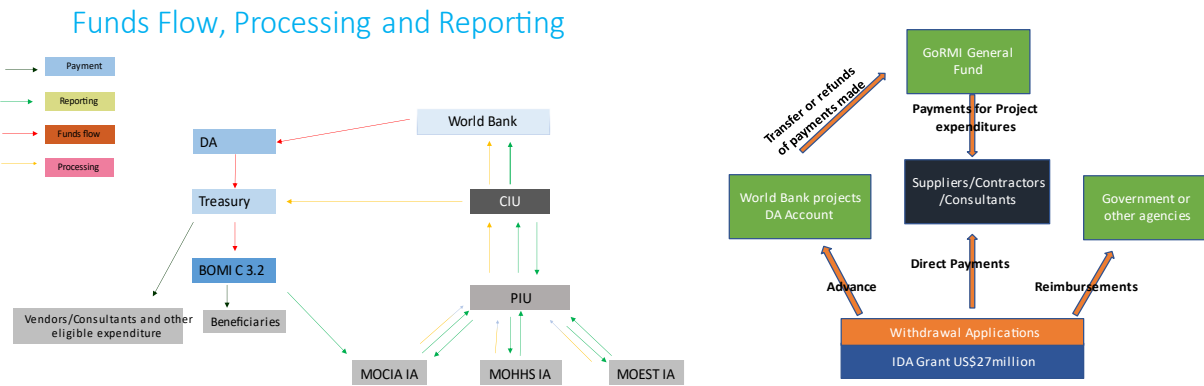 Funds Flow, Processing and Reporting
Payment
Reporting
Funds flow
Processing
World Bank
DA
Treasury
CIU
BOMI C 3.2
PIU
Vendors/Consultants and other
eligible expenditure
Beneficiaries
MOCIA IA
MOHHS IA
MOEST IA
GoRMI General
Fund
Transfer or refunds
of payments made
Payments for Project
expenditures
World Bank projects
DA Account
Suppliers/Contractors
/Consultants
Government or
other agencies
Direct Payments
Advance
Reimbursements
Withdrawal Applications
IDA Grant US$27million